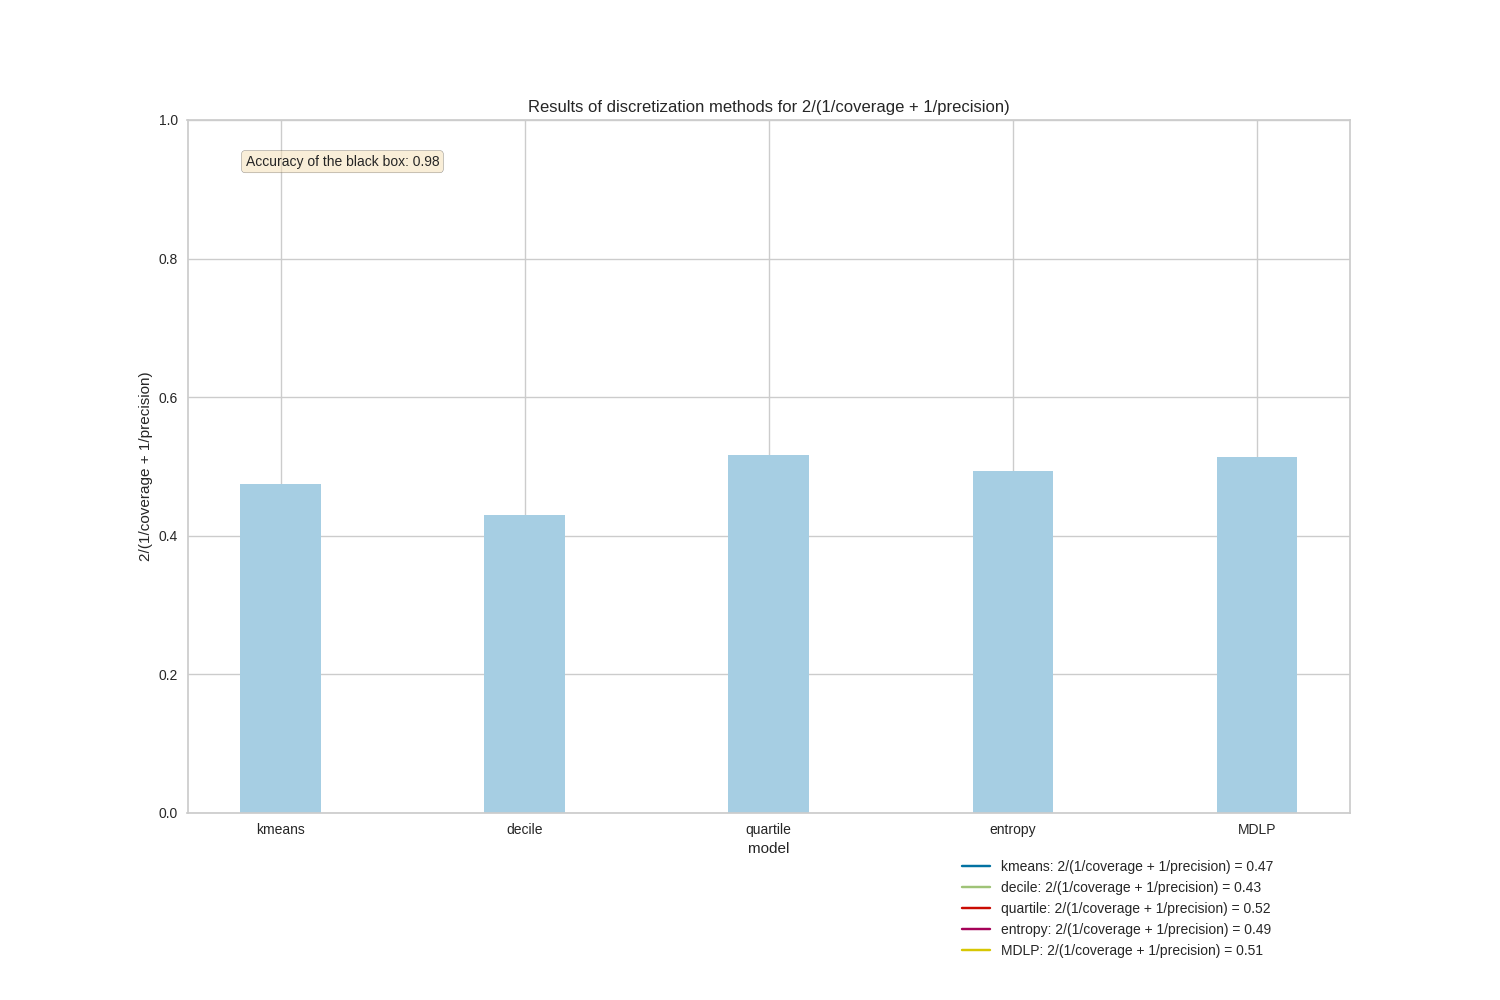 Results of discretization methods for 2/(1/coverage + 1/precision)
1.0
Accuracy of the black box: 0.98
0.8
0.6
2/(1/coverage + 1/precision)
0.4
0.2
0.0
kmeans decile quartile entropy MDLP
model
kmeans: 2/(1/coverage + 1/precision) = 0.47
decile: 2/(1/coverage + 1/precision) = 0.43
quartile: 2/(1/coverage + 1/precision) = 0.52
entropy: 2/(1/coverage + 1/precision) = 0.49
MDLP: 2/(1/coverage + 1/precision) = 0.51